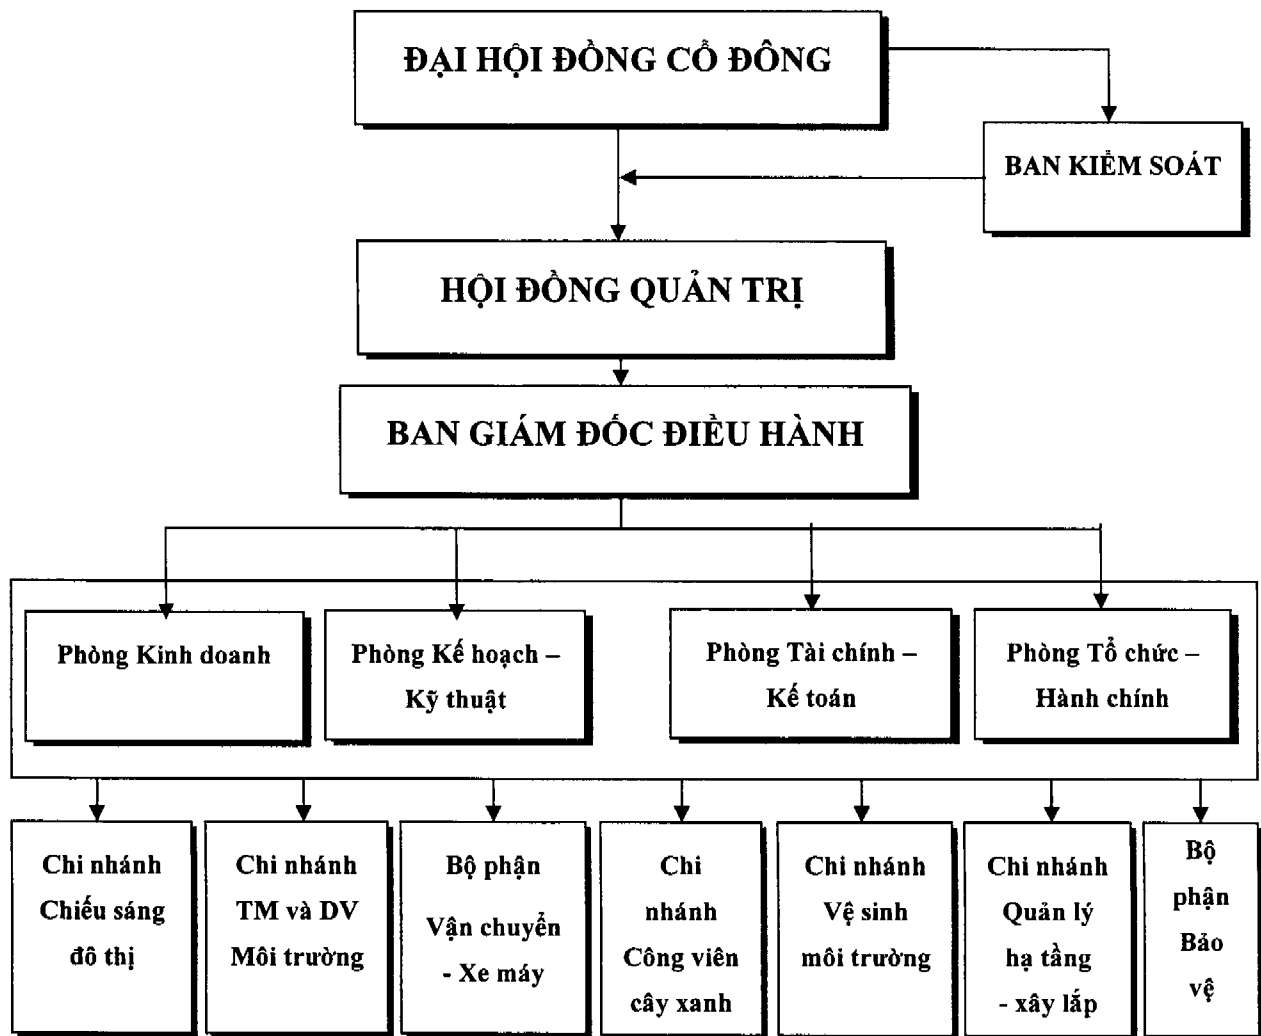 ĐẠI HỘI ĐỒNG CỔ ĐÔNG
BAN KIỂM SOÁT
HỘI ĐỒNG QUẢN TRỊ
BAN GIÁM ĐỐC ĐIỀU HÀNH
Phòng Kinh doanh
Phòng Kế hoạch –
Kỹ thuật
Phòng Tài chính –
Kế toán
Phòng Tổ chức –
Hành chính
Chi nhánh
Chiếu sáng
đô thị
Chi nhánh
TM và DV
Môi trường
Bộ phận
Vận chuyển
- Xe máy
Chi
nhánh
Công viên
cây xanh
Chi nhánh
Vệ sinh
môi trường
Chi nhánh
Quản lý
hạ tầng
- xây lắp
Bộ
phận
Bảo
vệ